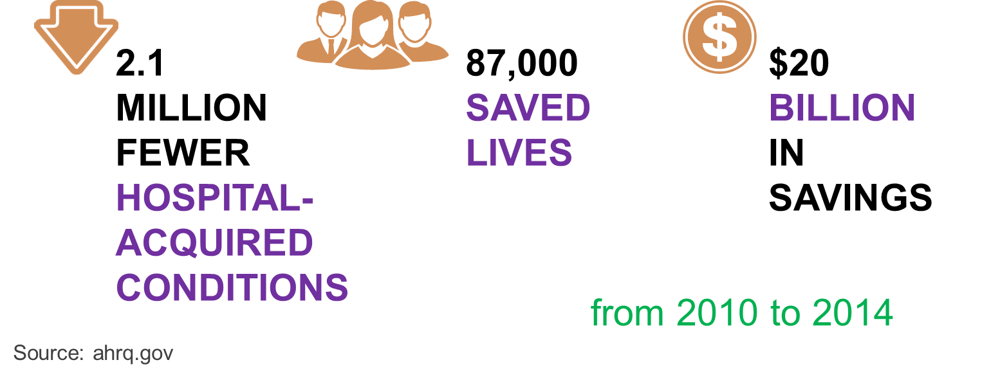 2.1
MILLION
FEWER
HOSPITAL-
ACQUIRED
CONDITIONS
87,000
SAVED
LIVES
$
$20
BILLION
IN
SAVINGS
from 2010 to 2014
Source: ahrq.gov